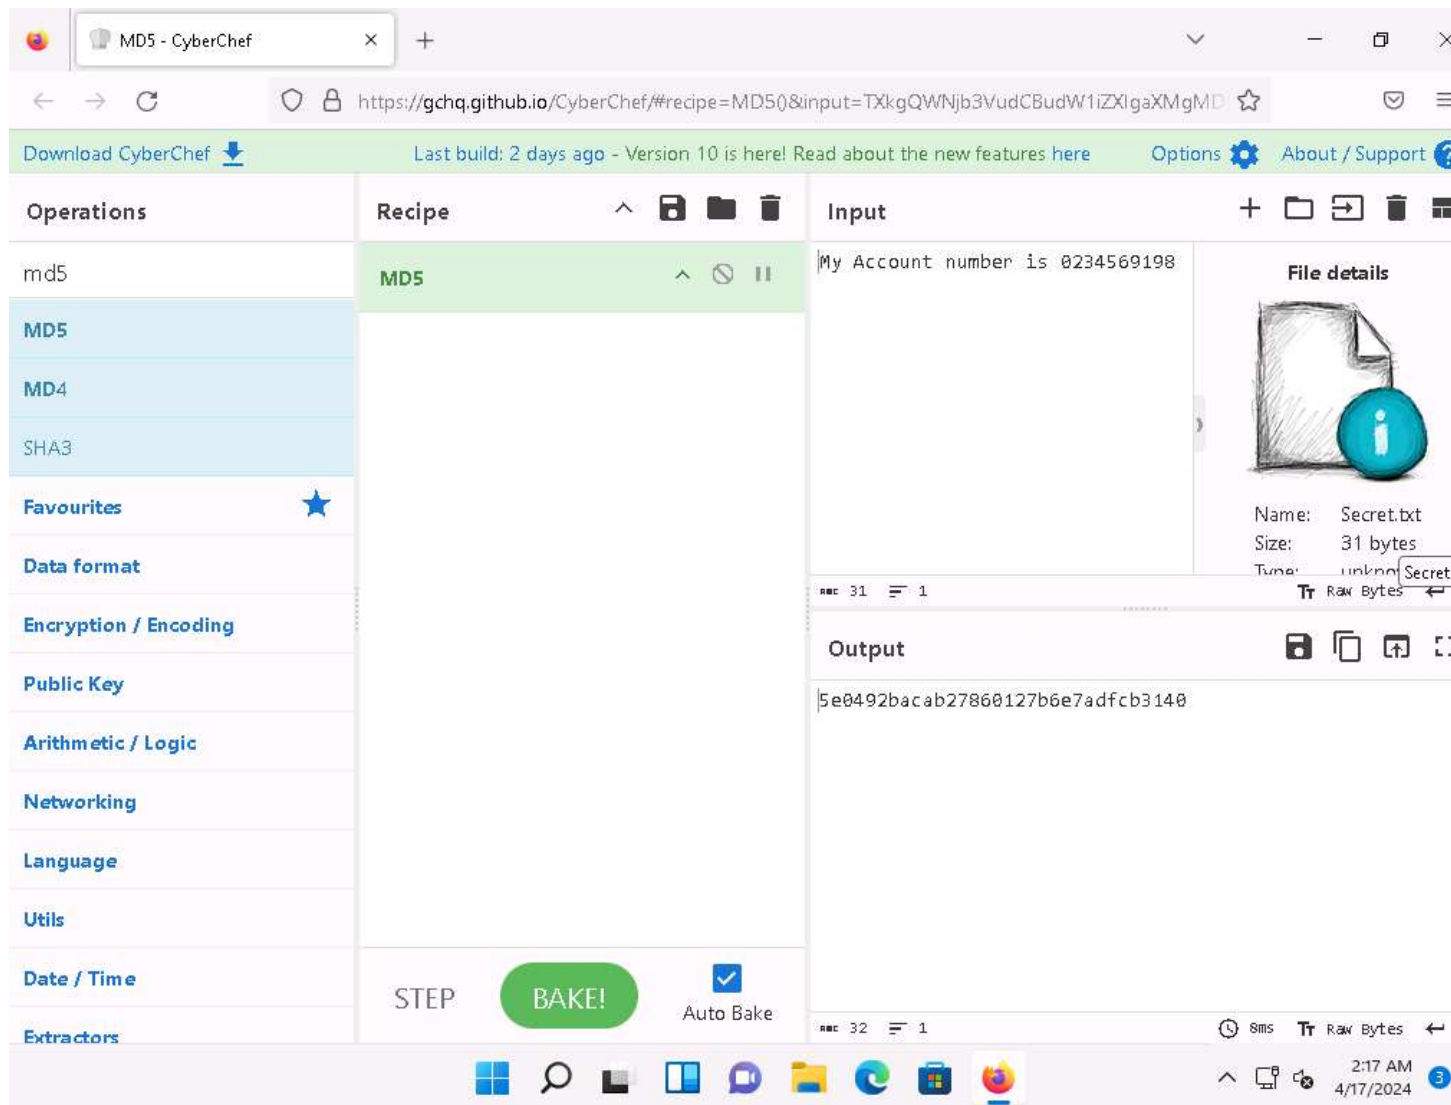 MD5 - CyberChef
https://gchq.github.io/CyberChef/#recipe=MD5()&input=TXkgQWNjb3VudCBudW1iZXIgaXMgMD
Download CyberChef Last build: 2 days ago - Version 10 is here! Read about the new features here Options About / Support
Operations
md5
MD5
MD4
SHA3
Favourites
Data format
Encryption / Encoding
Public Key
Arithmetic / Logic
Networking
Language
Utils
Date / Time
Extractors
Recipe
MD5
STEP
BAKE!
Auto Bake
Input
My Account number is 0234569198
File details
Name: Secret.txt
Size: 31 bytes
Type:
Secret
31 1 Raw Bytes
Output
5e0492bacab27860127b6e7adfcb3140
32 1 8ms Raw Bytes
2:17 AM
4/17/2024
3